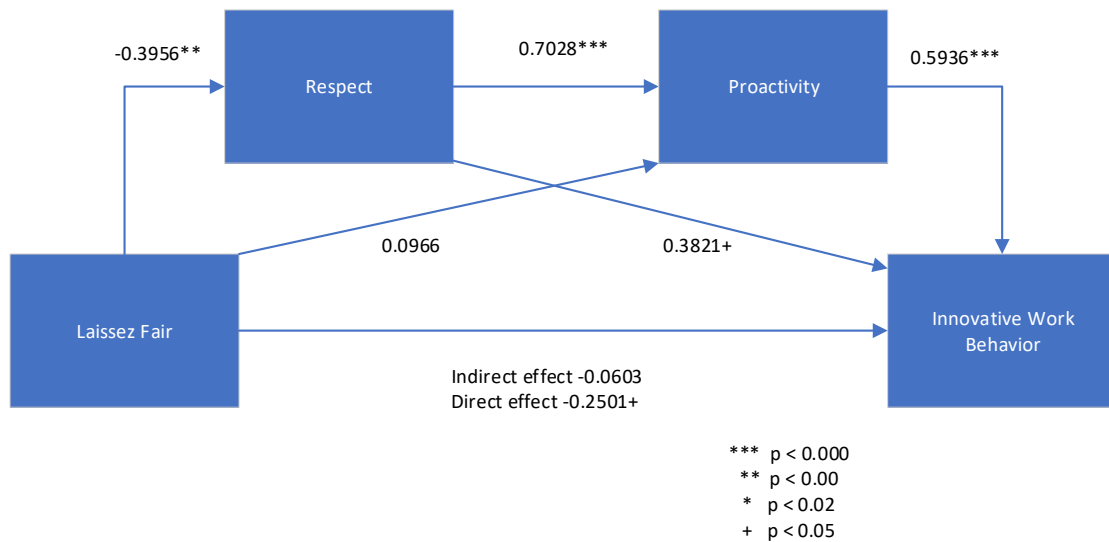 -0.3956**
Respect
0.7028***
Proactivity
0.5936***
0.0966
0.3821+
Laissez Fair
Innovative Work
Behavior
Indirect effect -0.0603
Direct effect -0.2501+
*** p < 0.000
** p < 0.00
* p < 0.02
+ p < 0.05